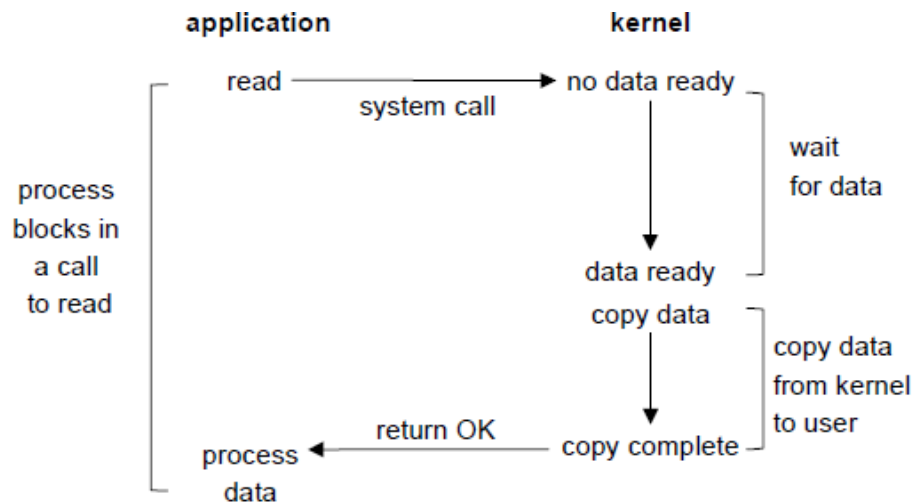 application
kernel
read
no data ready
system call
wait
for data
process
blocks in
a call
to read
data ready
copy data
copy data
from kernel
to user
return OK
copy complete
process
data